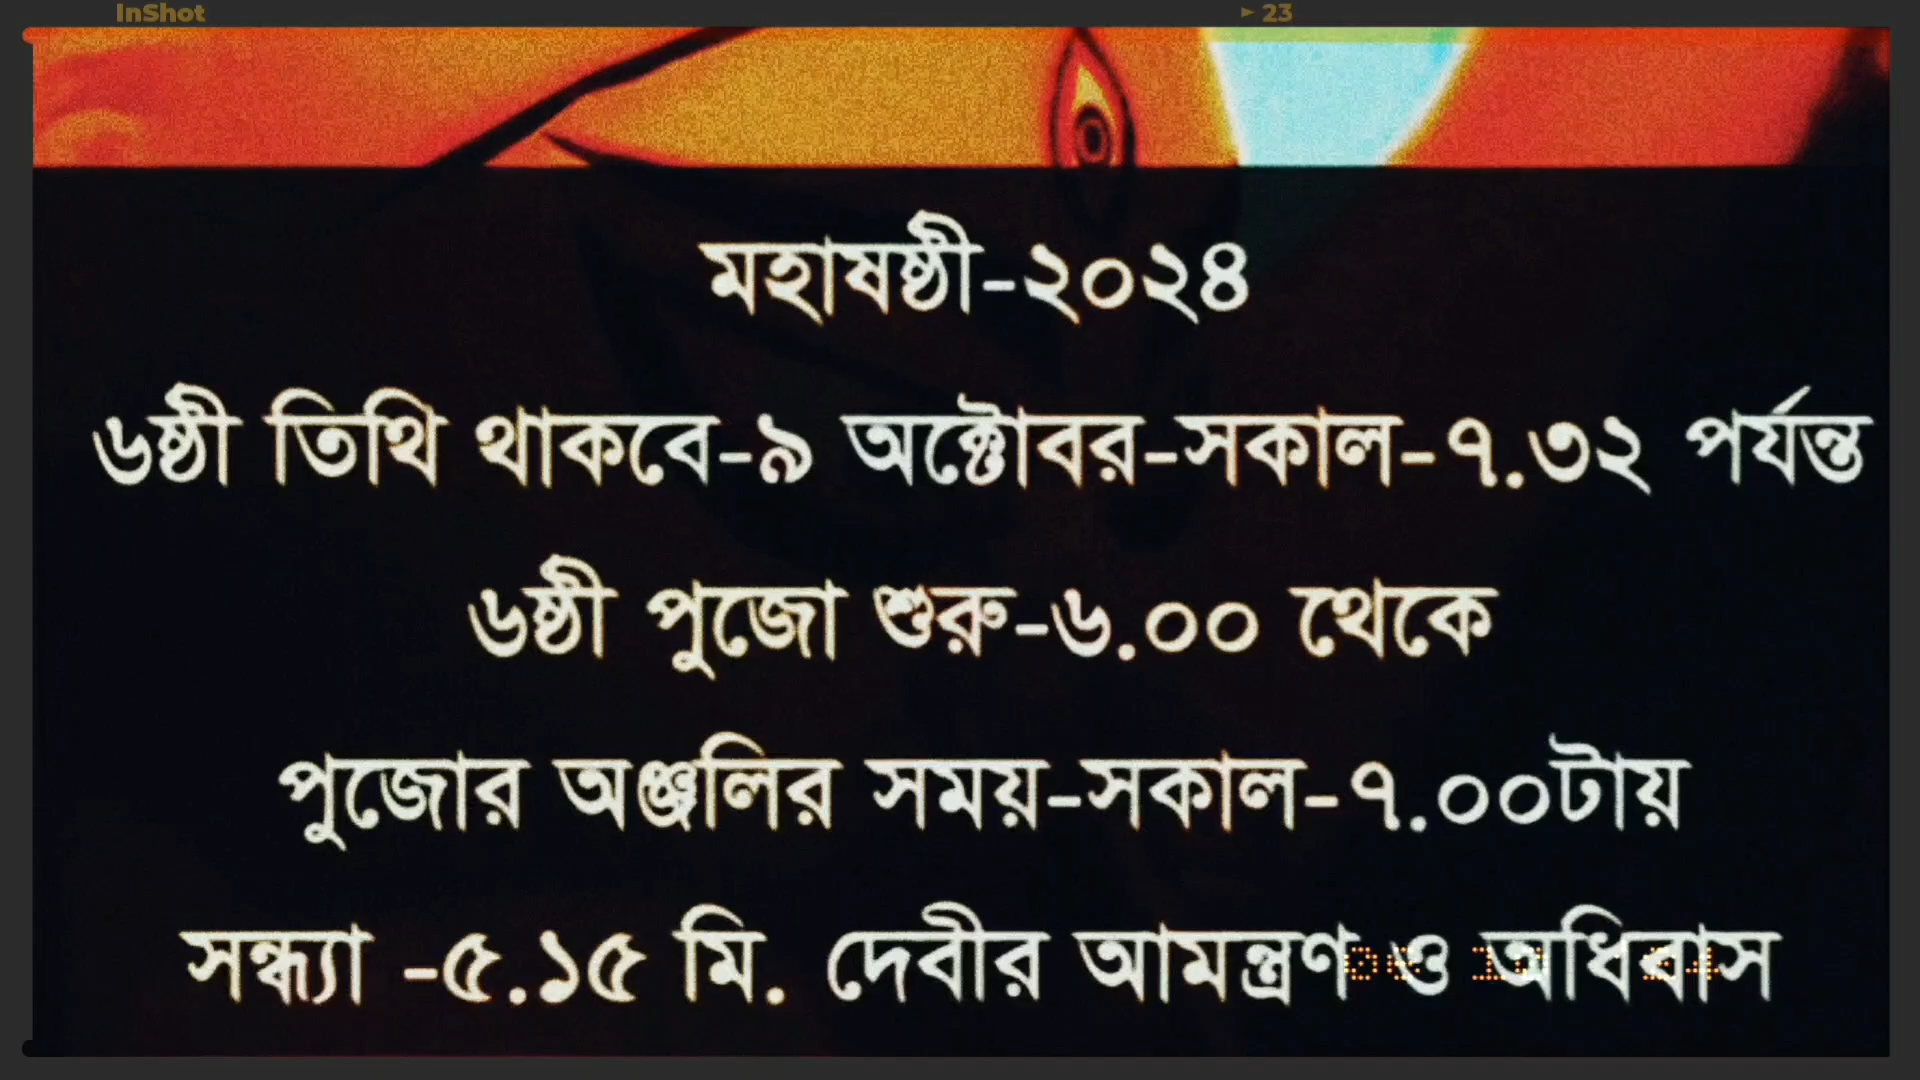 InShot
► 23
মহাষষ্ঠী-২০২৪
৬ষ্ঠী তিথি থাকবে-৯ অক্টোবর-সকাল-৭.৩২ পর্যন্ত
৬ষ্ঠী পুজো শুরু-৬.০০ থেকে
পুজোর অঞ্জলির সময়-সকাল-৭.০০টায়
সন্ধ্যা -৫.১৫ মি. দেবীর আমন্ত্রণ ও অধিবাস